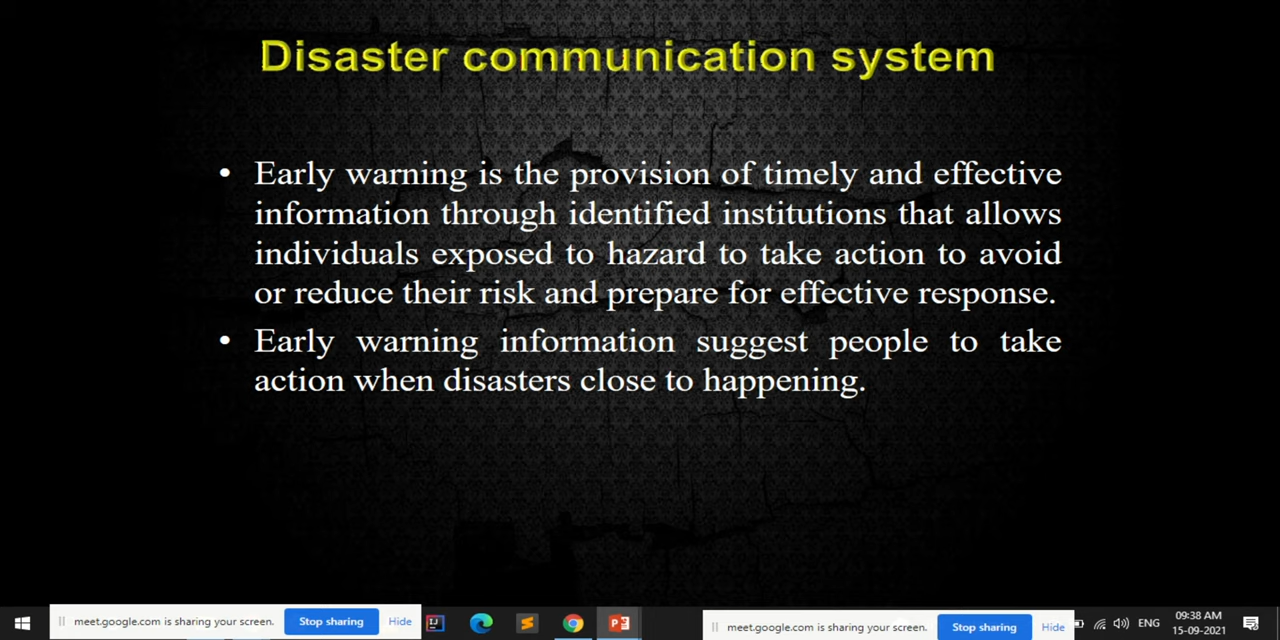 Disaster communication system
• Early warning is the provision of timely and effective
information through identified institutions that allows
individuals exposed to hazard to take action to avoid
or reduce their risk and prepare for effective response.
• Early warning information suggest people to take
action when disasters close to happening.
meet.google.com is sharing your screen. Stop sharing Hide
meet.google.com is sharing your screen. Stop sharing Hide
ENG
09:38 AM
15-09-2021